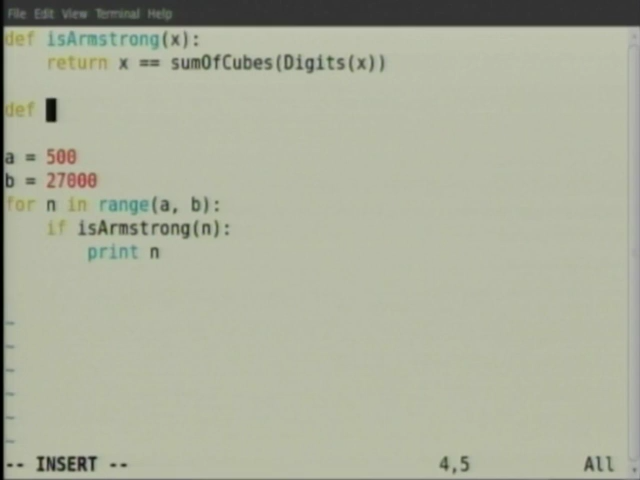 File Edit View Terminal Help
def isArmstrong(x):
    return x == sumOfCubes(Digits(x))
def
a = 500
b = 27000
for n in range(a, b):
    if isArmstrong(n):
        print n
~
~
~
~
~
~
-- INSERT -- 4,5 All